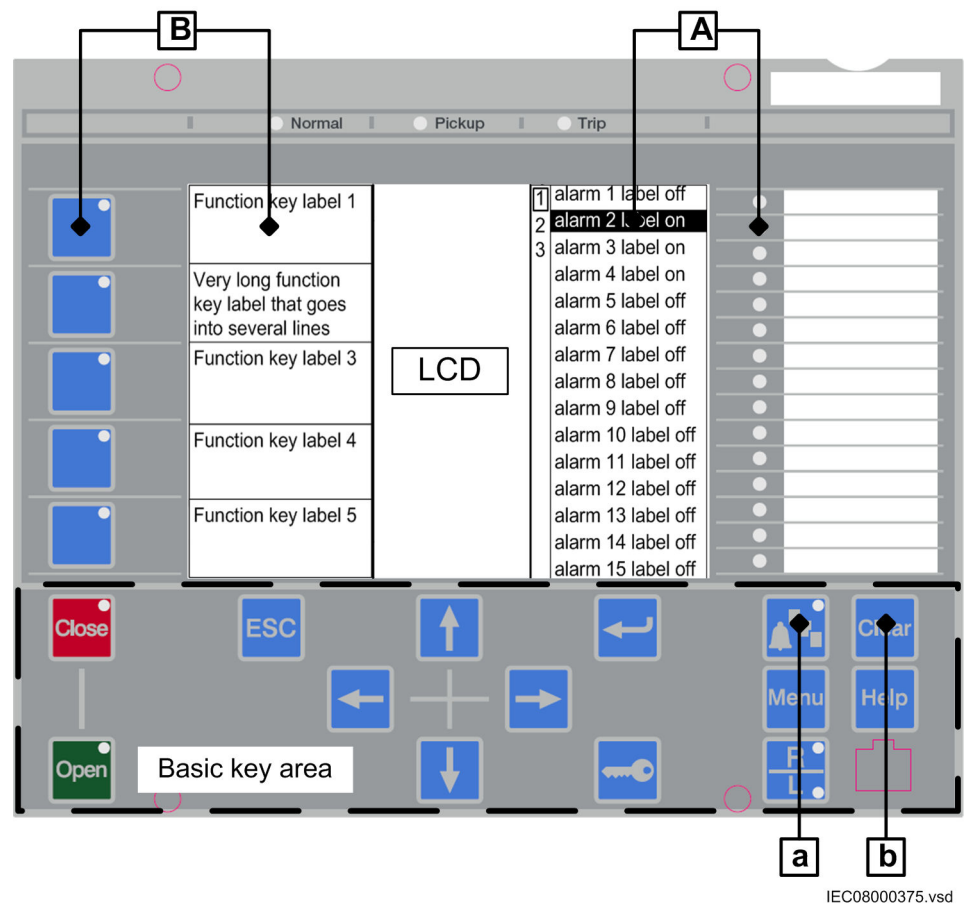 B
A
Normal
Pickup
Trip
Function key label 1
Very long function
key label that goes
into several lines
Function key label 3
Function key label 4
Function key label 5
LCD
1
2
3
alarm 1 label off
alarm 2 label on
alarm 3 label on
alarm 4 label on
alarm 5 label off
alarm 6 label off
alarm 7 label off
alarm 8 label off
alarm 9 label off
alarm 10 label off
alarm 11 label off
alarm 12 label off
alarm 13 label off
alarm 14 label off
alarm 15 label off
Close
ESC
Clear
Menu
Help
Open
Basic key area
R
L
a
b
IEC08000375.vsd